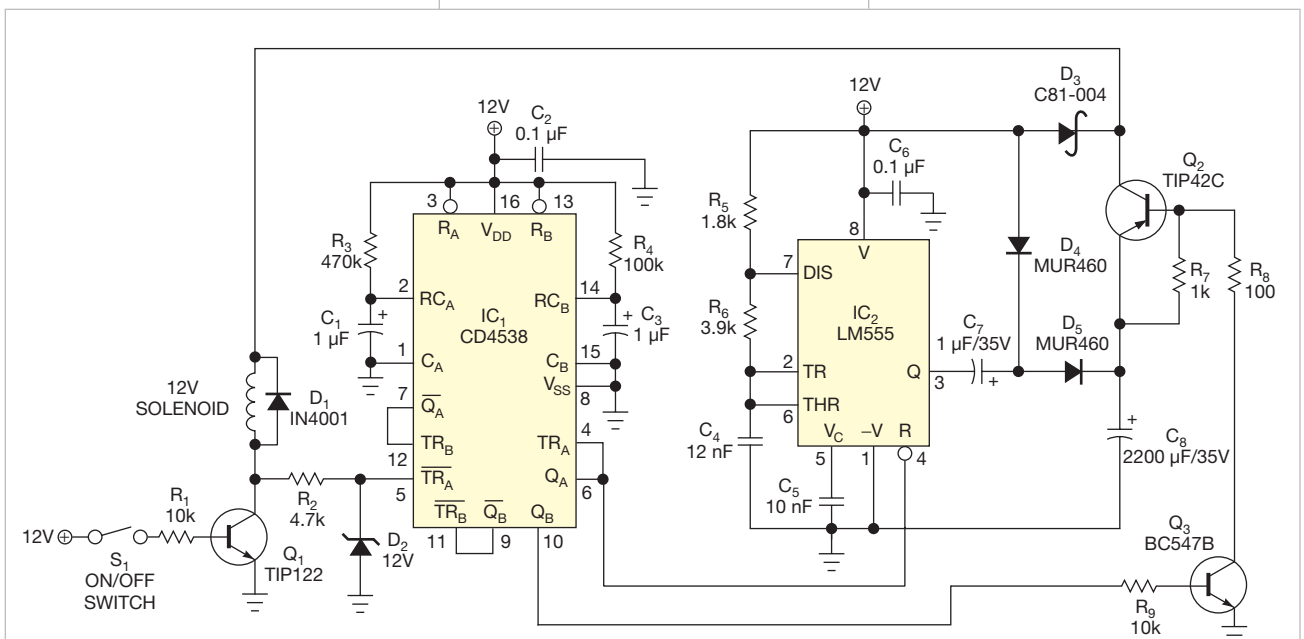 12V
C2
0.1 µF
3
16
13
RA
VDD
RB
R3
470k
R4
100k
2
RCA
RCB
14
C1
1 µF
+
IC1
CD4538
+
C3
1 µF
1
CA
CB
15
VSS
8
7
Q̅A̅
TRB
12
TRA
4
QA
6
T̅R̅A̅
5
T̅R̅B̅
Q̅B̅
QB
11
9
10
12V
SOLENOID
D1
IN4001
R1
10k
R2
4.7k
12V
S1
ON/OFF
SWITCH
Q1
TIP122
D2
12V
12V
D3
C81-004
C6
0.1 µF
Q2
TIP42C
R5
1.8k
8
V
7
DIS
D4
MUR460
R7
1k
R8
100
R6
3.9k
IC2
LM555
C7
1 µF/35V
+
D5
MUR460
2
TR
Q
3
THR
6
C4
12 nF
VC
–V
R
5
1
4
C5
10 nF
+
C8
2200 µF/35V
Q3
BC547B
R9
10k